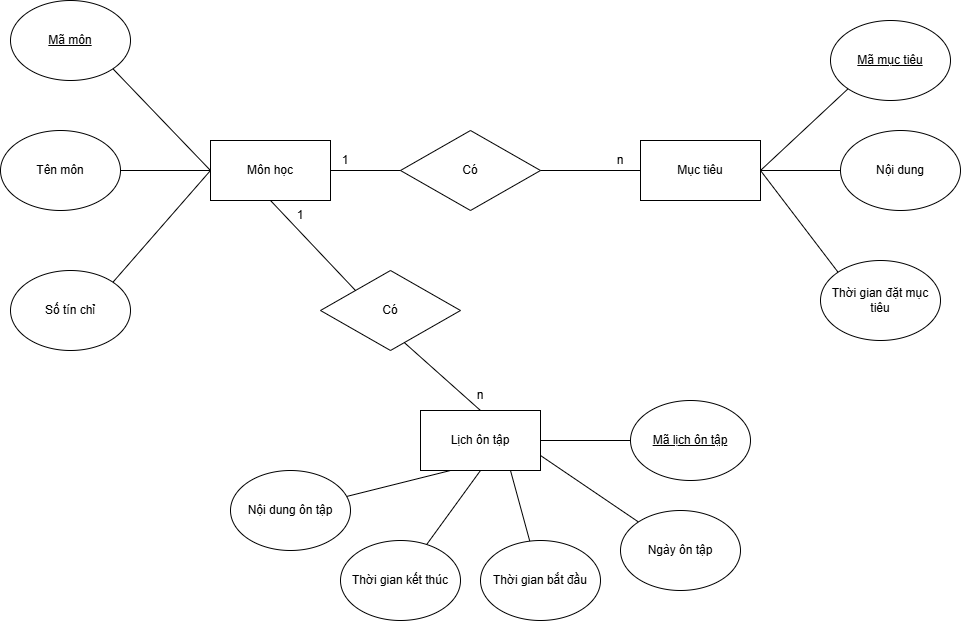 Mã môn
Mã mục tiêu
Tên môn
Môn học
1
Có
n
Mục tiêu
Nội dung
1
Số tín chỉ
Có
Thời gian đặt mục
tiêu
n
Lịch ôn tập
Mã lịch ôn tập
Nội dung ôn tập
Ngày ôn tập
Thời gian kết thúc
Thời gian bắt đầu